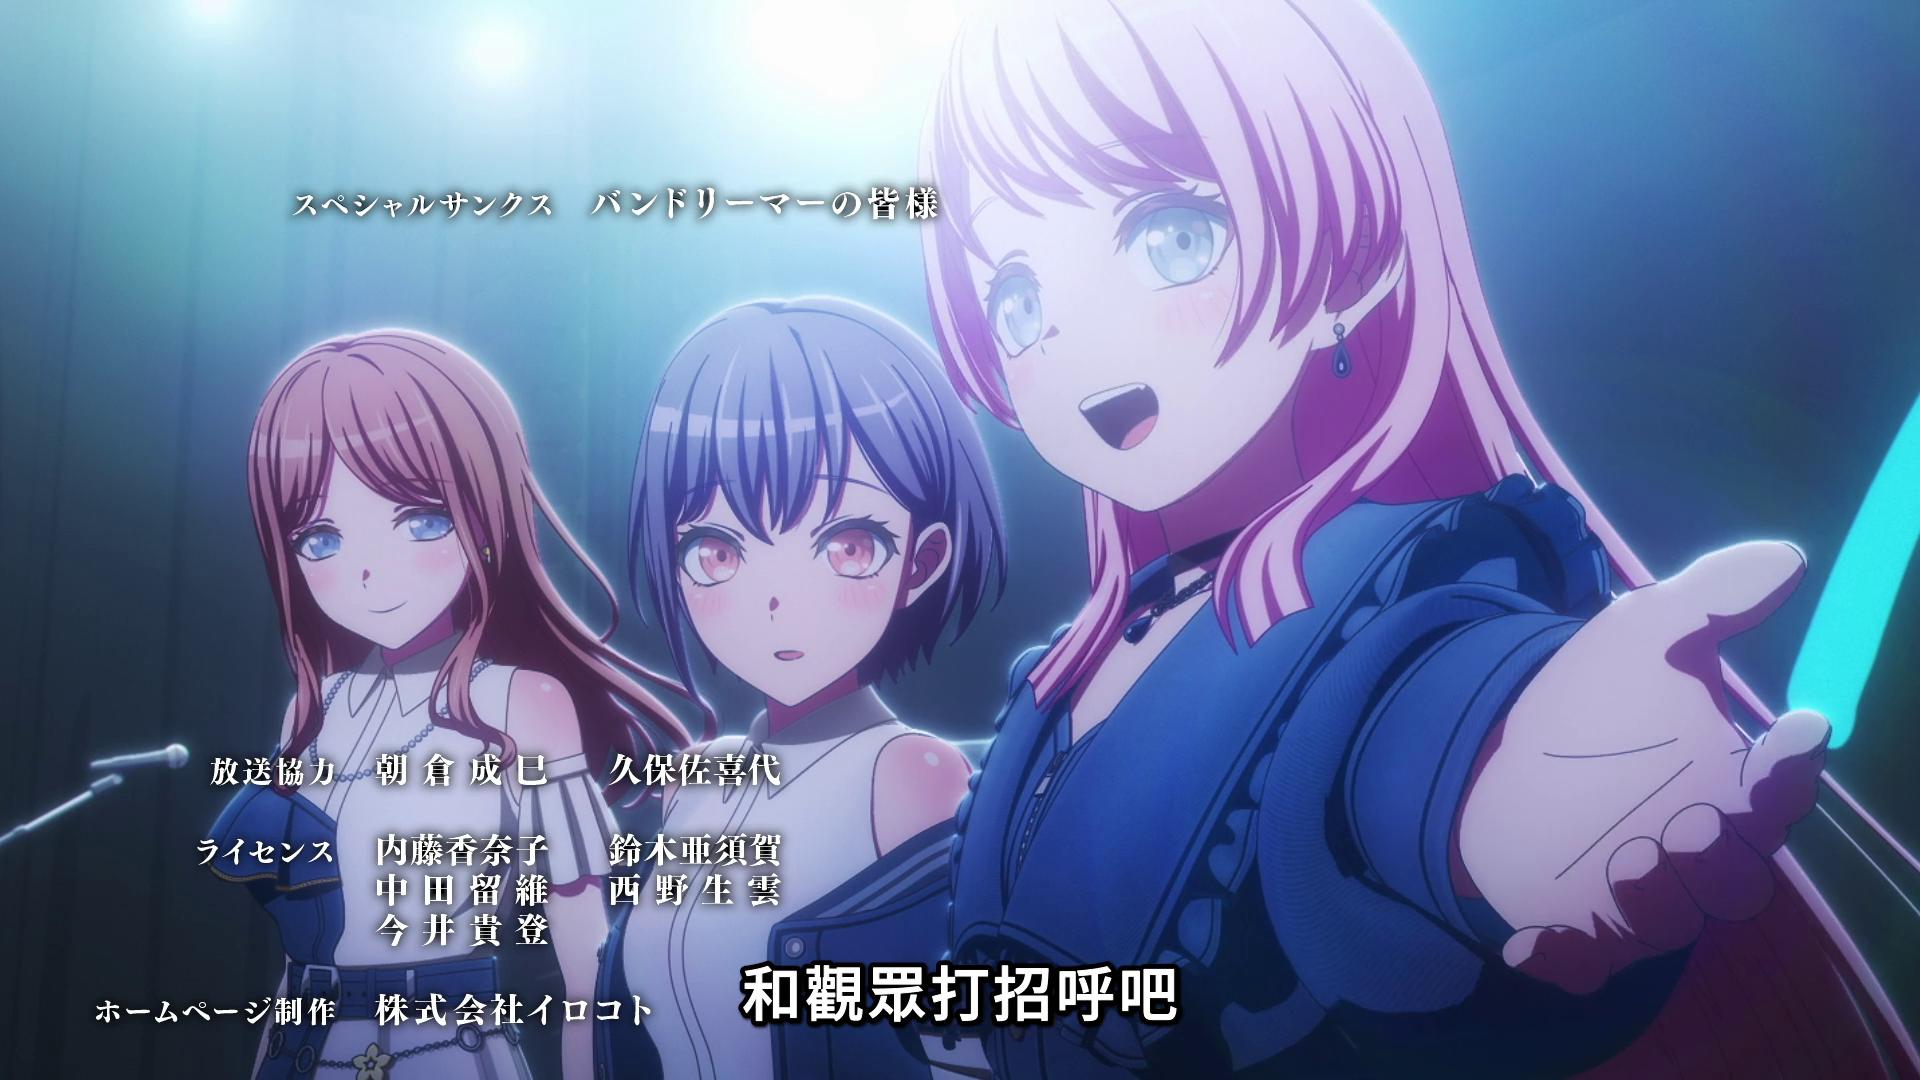 スペシャルサンクス バンドリーマーの皆様
放送協力 朝倉成巳 久保佐喜代
ライセンス 内藤香奈子 鈴木亜須賀
中田留維 西野生雲
今井貴登
ホームページ制作 株式会社イロコト
和觀眾打招呼吧